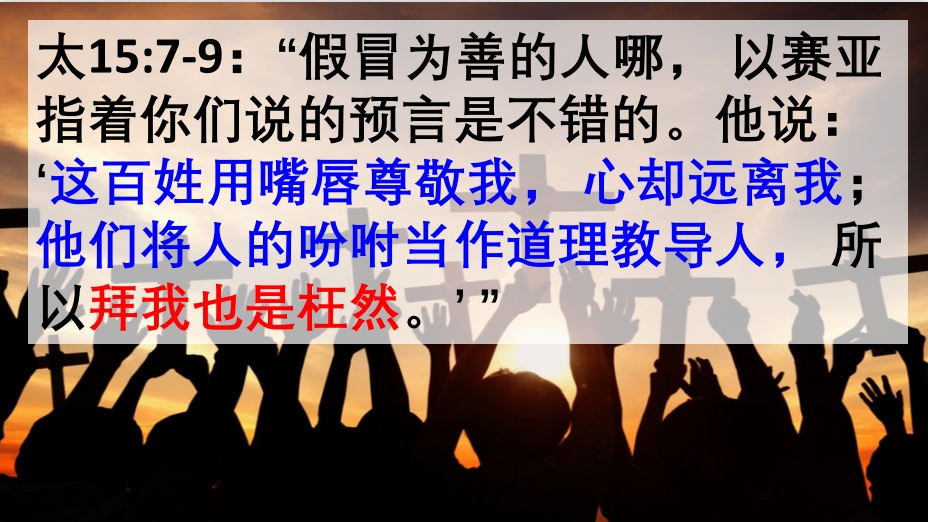 太15:7-9：“假冒为善的人哪， 以赛亚
指着你们说的预言是不错的。他说：
‘这百姓用嘴唇尊敬我， 心却远离我；
他们将人的吩咐当作道理教导人， 所
以拜我也是枉然。’ ”